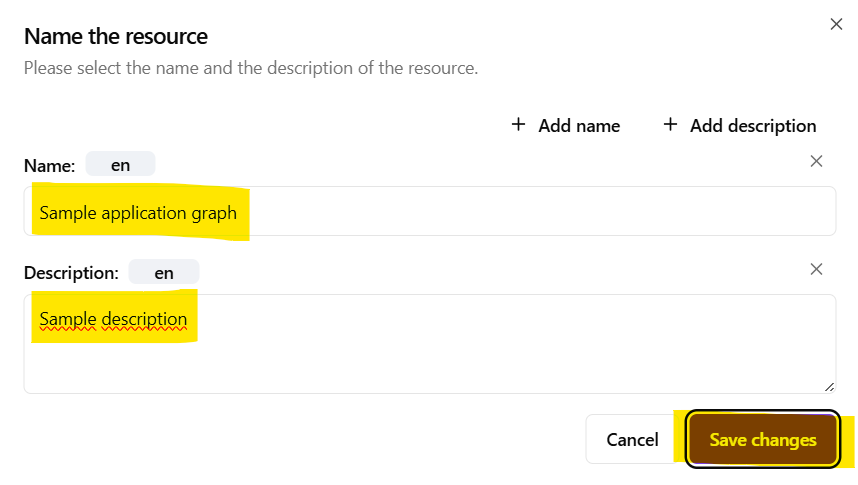 Name the resource
Please select the name and the description of the resource.
+ Add name + Add description
Name: en
Sample application graph
Description: en
Sample description
Cancel Save changes